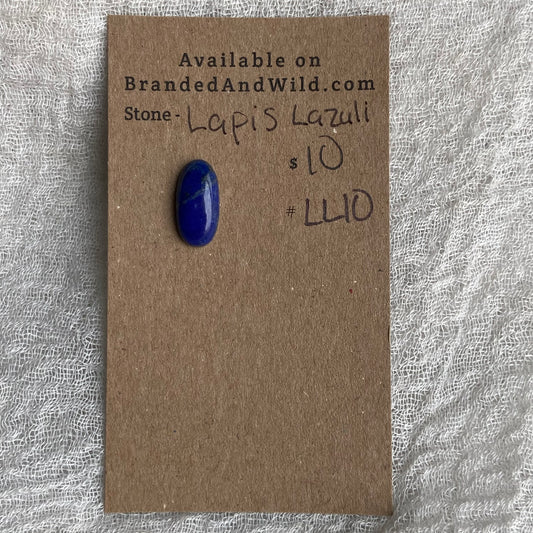 Available on
BrandedAndWild.com
Stone - Lapis Lazuli
$ 10
# LL10